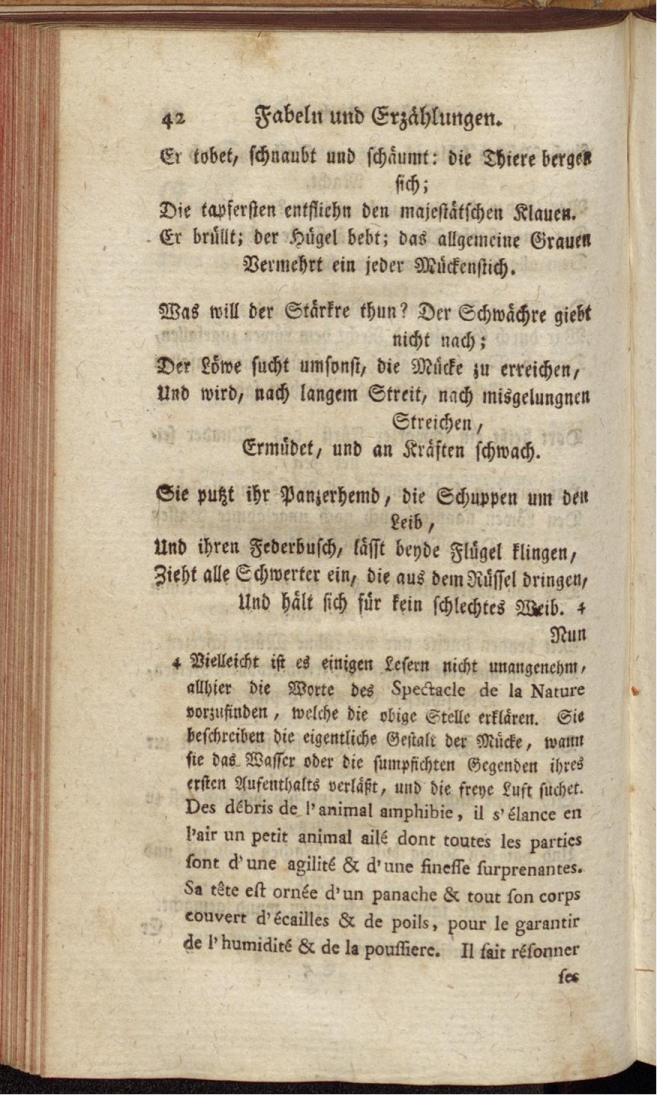 42 Fabeln und Erzählungen.
Er tobet, schnaubt und schäumt: die Thiere bergen
sich;
Die tapfersten entfliehn den majestätschen Klauen.
Er brüllt; der Hügel bebt; das allgemeine Grauen
Vermehrt ein jeder Mückenstich.
Was will der Stärkre thun? Der Schwächre giebt
nicht nach;
Der Löwe sucht umsonst, die Mücke zu erreichen,
Und wird, nach langem Streit, nach misgelungnen
Streichen,
Ermüdet, und an Kräften schwach.
Sie putzt ihr Panzerhemd, die Schuppen um den
Leib,
Und ihren Federbusch, lässt beyde Flügel klingen,
Zieht alle Schwerter ein, die aus dem Rüssel dringen,
Und hält sich für kein schlechtes Weib. 4
Nun
4 Vielleicht ist es einigen Lesern nicht unangenehm,
allhier die Worte des Spectacle de la Nature
vorzufinden, welche die obige Stelle erklären. Sie
beschreiben die eigentliche Gestalt der Mücke, wann
sie das Wasser oder die sumpfichten Gegenden ihres
ersten Aufenthalts verläßt, und die freye Luft suchet.
Des débris de l'animal amphibie, il s'élance en
l'air un petit animal ailé dont toutes les parties
sont d'une agilité & d'une finesse surprenantes.
Sa tête est ornée d'un panache & tout son corps
couvert d'écailles & de poils, pour le garantir
de l'humidité & de la poussiere. Il sait résonner
ses